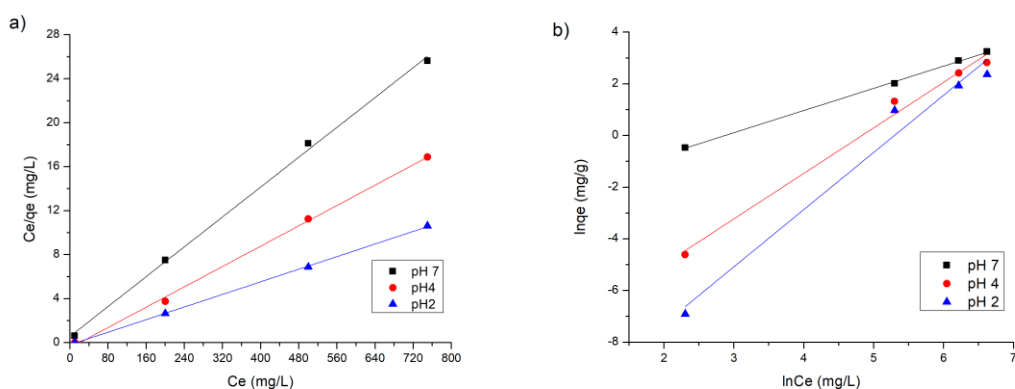 a)
Ce/qe (mg/L)
28
24
20
16
12
8
4
0
0 80 160 240 320 400 480 560 640 720 800
Ce (mg/L)
pH 7
pH4
pH2
b)
lnqe (mg/g)
4
2
0
-2
-4
-6
-8
2 3 4 5 6 7
lnCe (mg/L)
pH 7
pH 4
pH 2